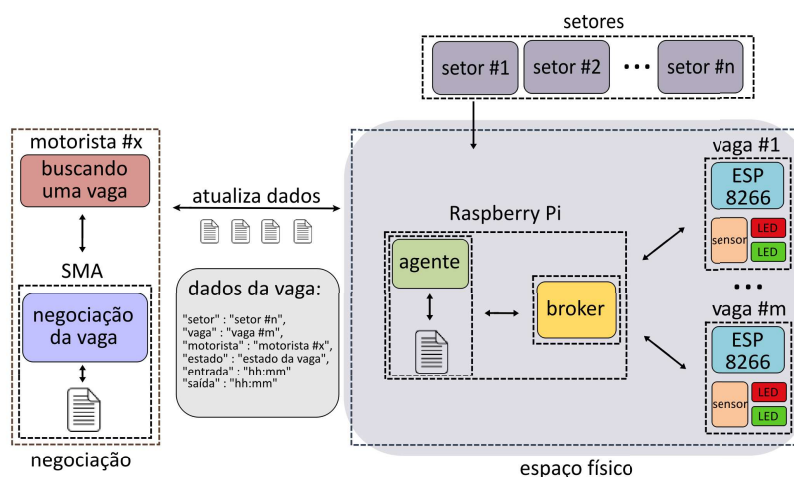 setores
setor #1
setor #2
setor #n
motorista #x
buscando
uma vaga
SMA
negociação
da vaga
negociação
atualiza dados
dados da vaga:
"setor" : "setor #n",
"vaga" : "vaga #m",
"motorista" : "motorista #x",
"estado" : "estado da vaga",
"entrada" : "hh:mm"
"saída" : "hh:mm"
Raspberry Pi
agente
broker
vaga #1
ESP
8266
sensor
LED
LED
vaga #m
ESP
8266
sensor
LED
LED
espaço físico